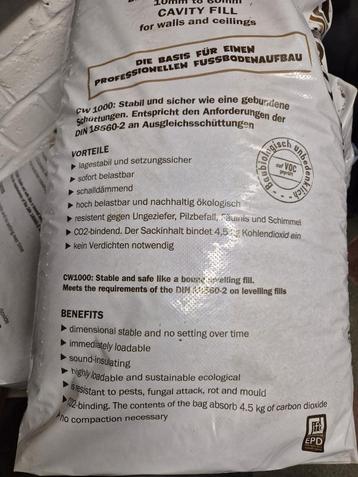 10mm to 60mm
CAVITY FILL
for walls and ceilings
DIE BASIS FÜR EINEN
PROFESSIONELLEN FUSSBODENAUFBAU
CW 1000: Stabil und sicher wie eine gebundene
Schüttungen. Entspricht den Anforderungen der
DIN 18560-2 an Ausgleichsschüttungen
VORTEILE
▶ lagestabil und setzungssicher
▶ sofort belastbar
▶ schalldämmend
▶ hoch belastbar und nachhaltig ökologisch
▶ resistent gegen Ungeziefer, Pilzbefall, Fäulnis und Schimmel
▶ CO2-bindend. Der Sackinhalt bindet 4,5 kg Kohlendioxid ein
▶ kein Verdichten notwendig
Baubiologisch unbedenklich
auf VOC
geprüft
CW1000: Stable and safe like a bound levelling fill.
Meets the requirements of the DIN 18560-2 on levelling fills
BENEFITS
▶ dimensional stable and no setting over time
▶ immediately loadable
▶ sound-insulating
▶ highly loadable and sustainable ecological
▶ is resistant to pests, fungal attack, rot and mould
▶ CO2-binding. The contents of the bag absorb 4.5 kg of carbon dioxide
no compaction necessary
EPD